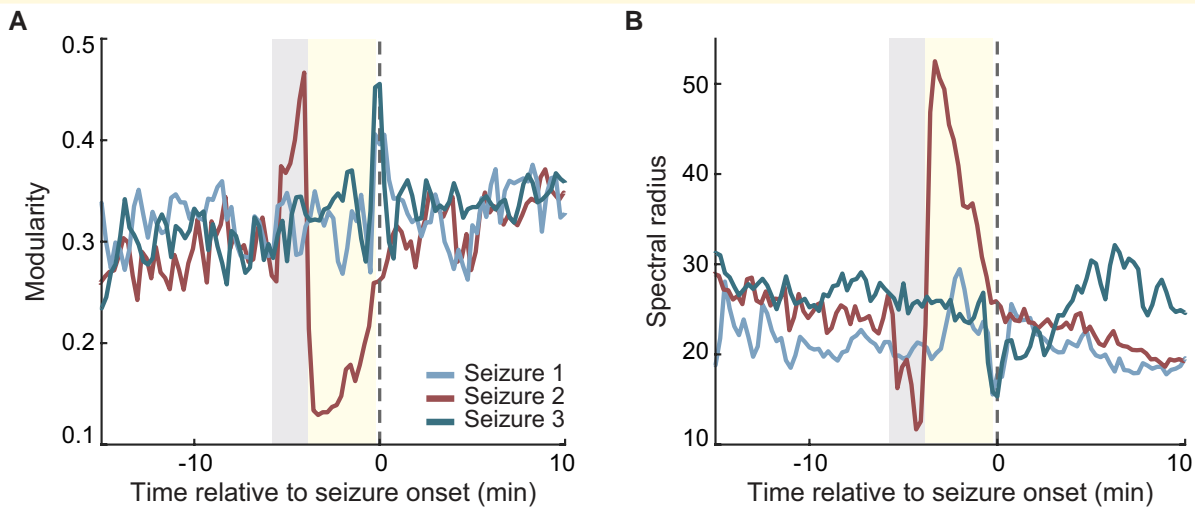 A
Modularity
0.5
0.4
0.3
0.2
0.1
-10
0
10
Time relative to seizure onset (min)
Seizure 1
Seizure 2
Seizure 3
B
Spectral radius
50
40
30
20
10
-10
0
10
Time relative to seizure onset (min)